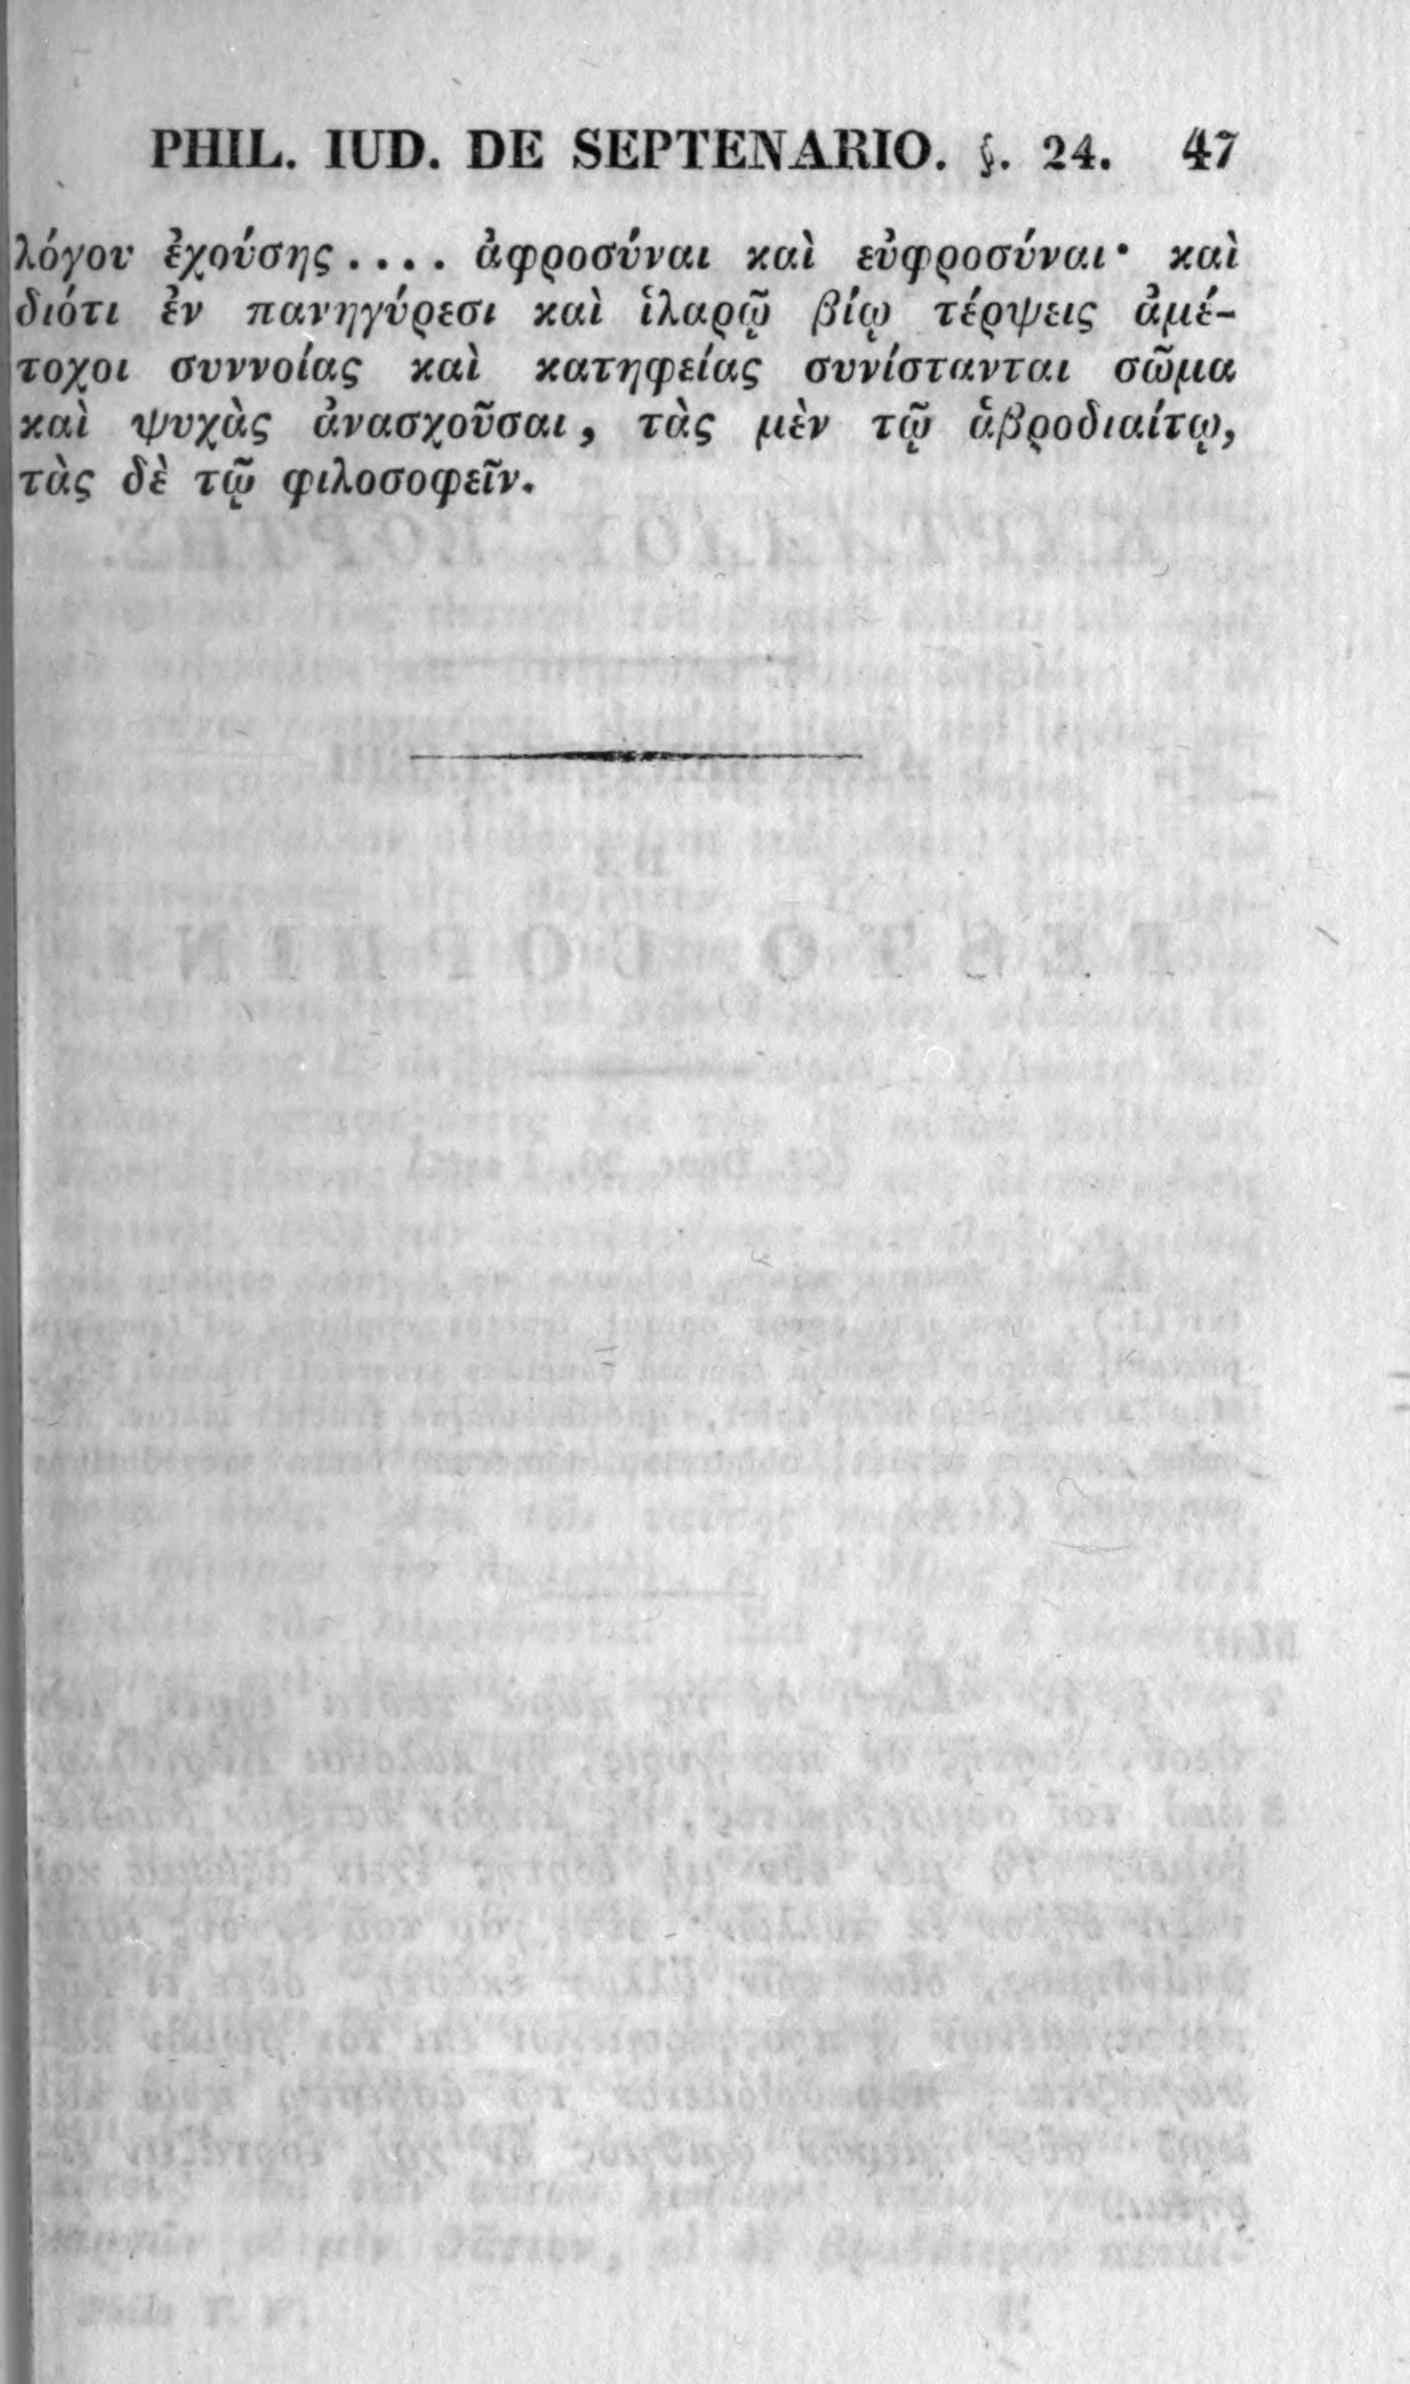 PHIL. IUD. DE SEPTENARIO. §. 24. 47
λόγον ἐχούσης.... ἀφροσύναι καὶ εὐφροσύναι· καὶ
διότι ἐν πανηγύρεσι καὶ ἱλαρῷ βίῳ τέρψεις ἀμέ-
τοχοι συννοίας καὶ κατηφείας συνίστανται σῶμα
καὶ ψυχὰς ἀνασχοῦσαι, τὰς μὲν τῷ ἁβροδιαίτῳ,
τὰς δὲ τῷ φιλοσοφεῖν.